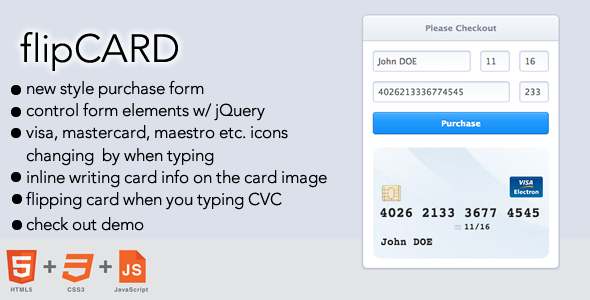 flipCARD
new style purchase form
control form elements w/ jQuery
visa, mastercard, maestro etc. icons
changing by when typing
inline writing card info on the card image
flipping card when you typing CVC
check out demo
HTML5 + CSS3 + JS
JavaScript
Please Checkout
John DOE 11 16
4026213336774545 233
Purchase
VISA
Electron
4026 2133 3677 4545
11/16
John DOE